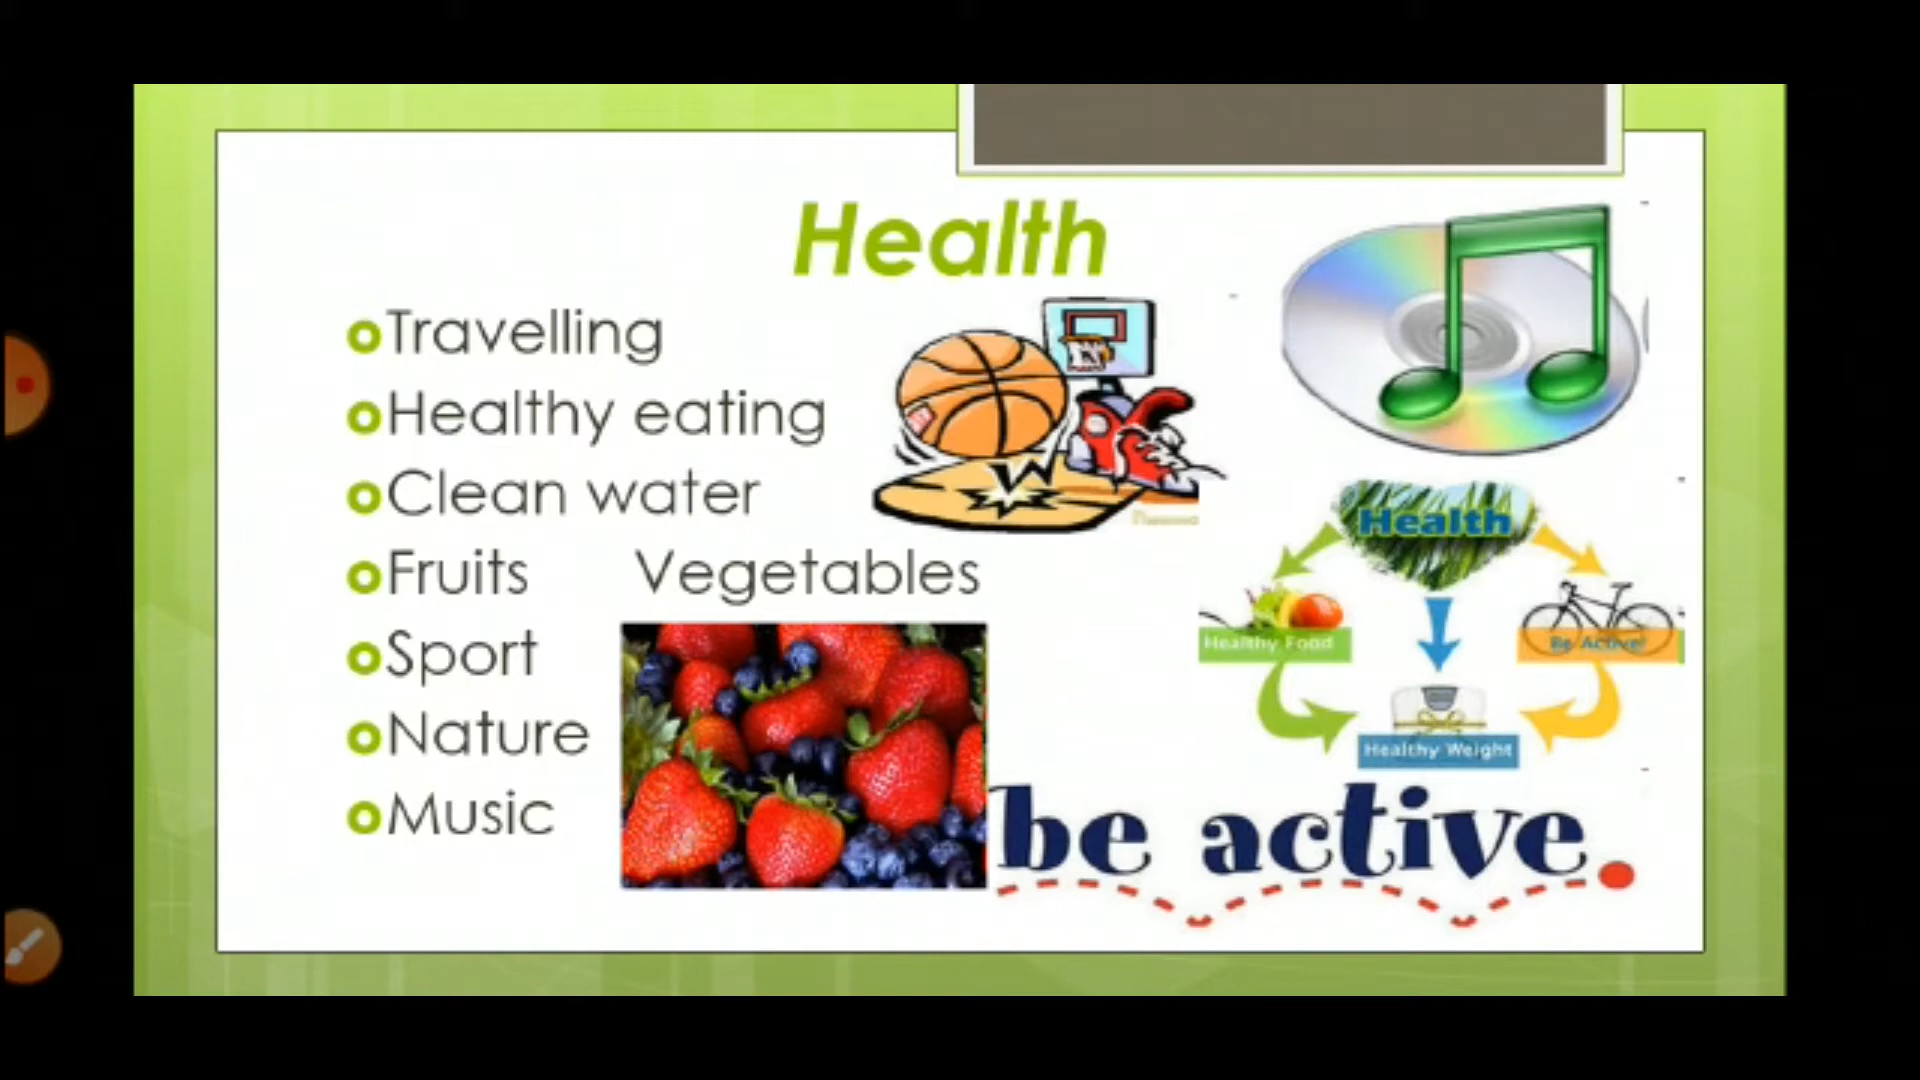 Health
Travelling
Healthy eating
Clean water
Fruits Vegetables
Sport
Nature
Music
Health
Healthy Food
Be Active!
Healthy Weight
be active.